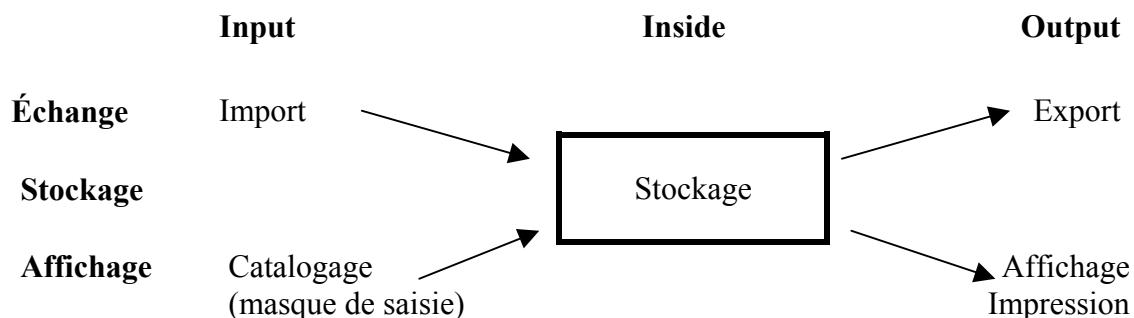 Input Inside Output
Échange Import Export
Stockage Stockage
Affichage Catalogage Affichage
(masque de saisie) Impression